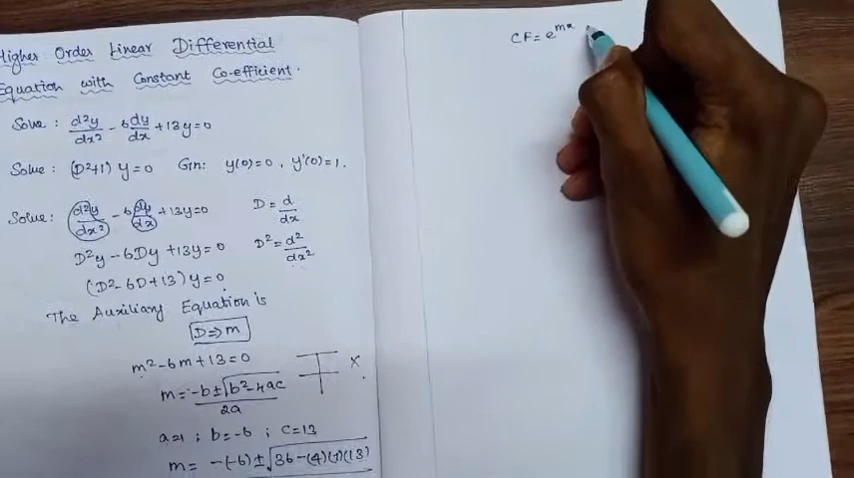 Higher Order Linear Differential
Equation with Constant Co-efficient.
Solve : d²y/dx² - 6dy/dx + 13y = 0
Solve : (D²+1) y = 0 Gn: y(0) = 0 , y'(0) = 1.
Solve : d²y/dx² - 6dy/dx + 13y = 0 D = d/dx
D²y - 6Dy + 13y = 0 D² = d²/dx²
(D² - 6D + 13) y = 0
The Auxiliary Equation is
D ⇒ m
m² - 6m + 13 = 0
m = -b ± √b² - 4ac / 2a X
a = 1 ; b = -6 ; c = 13
m = -(-6) ± √36 - (4)(1)(13)
CF = e^mx